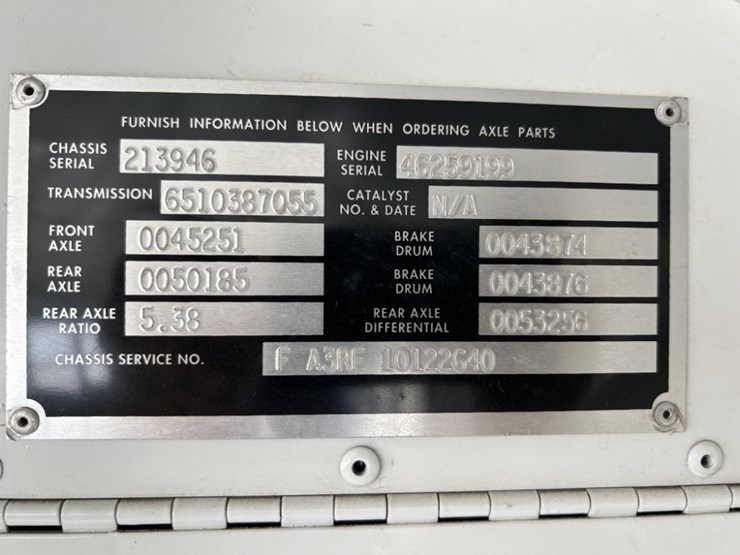 FURNISH INFORMATION BELOW WHEN ORDERING AXLE PARTS
CHASSIS SERIAL 213946 ENGINE SERIAL 46259199
TRANSMISSION 6510387055 CATALYST NO. & DATE N/A
FRONT AXLE 0045251 BRAKE DRUM 0043874
REAR AXLE 0050185 BRAKE DRUM 0043876
REAR AXLE RATIO 5.38 REAR AXLE DIFFERENTIAL 0053256
CHASSIS SERVICE NO. F A3RE 10122640